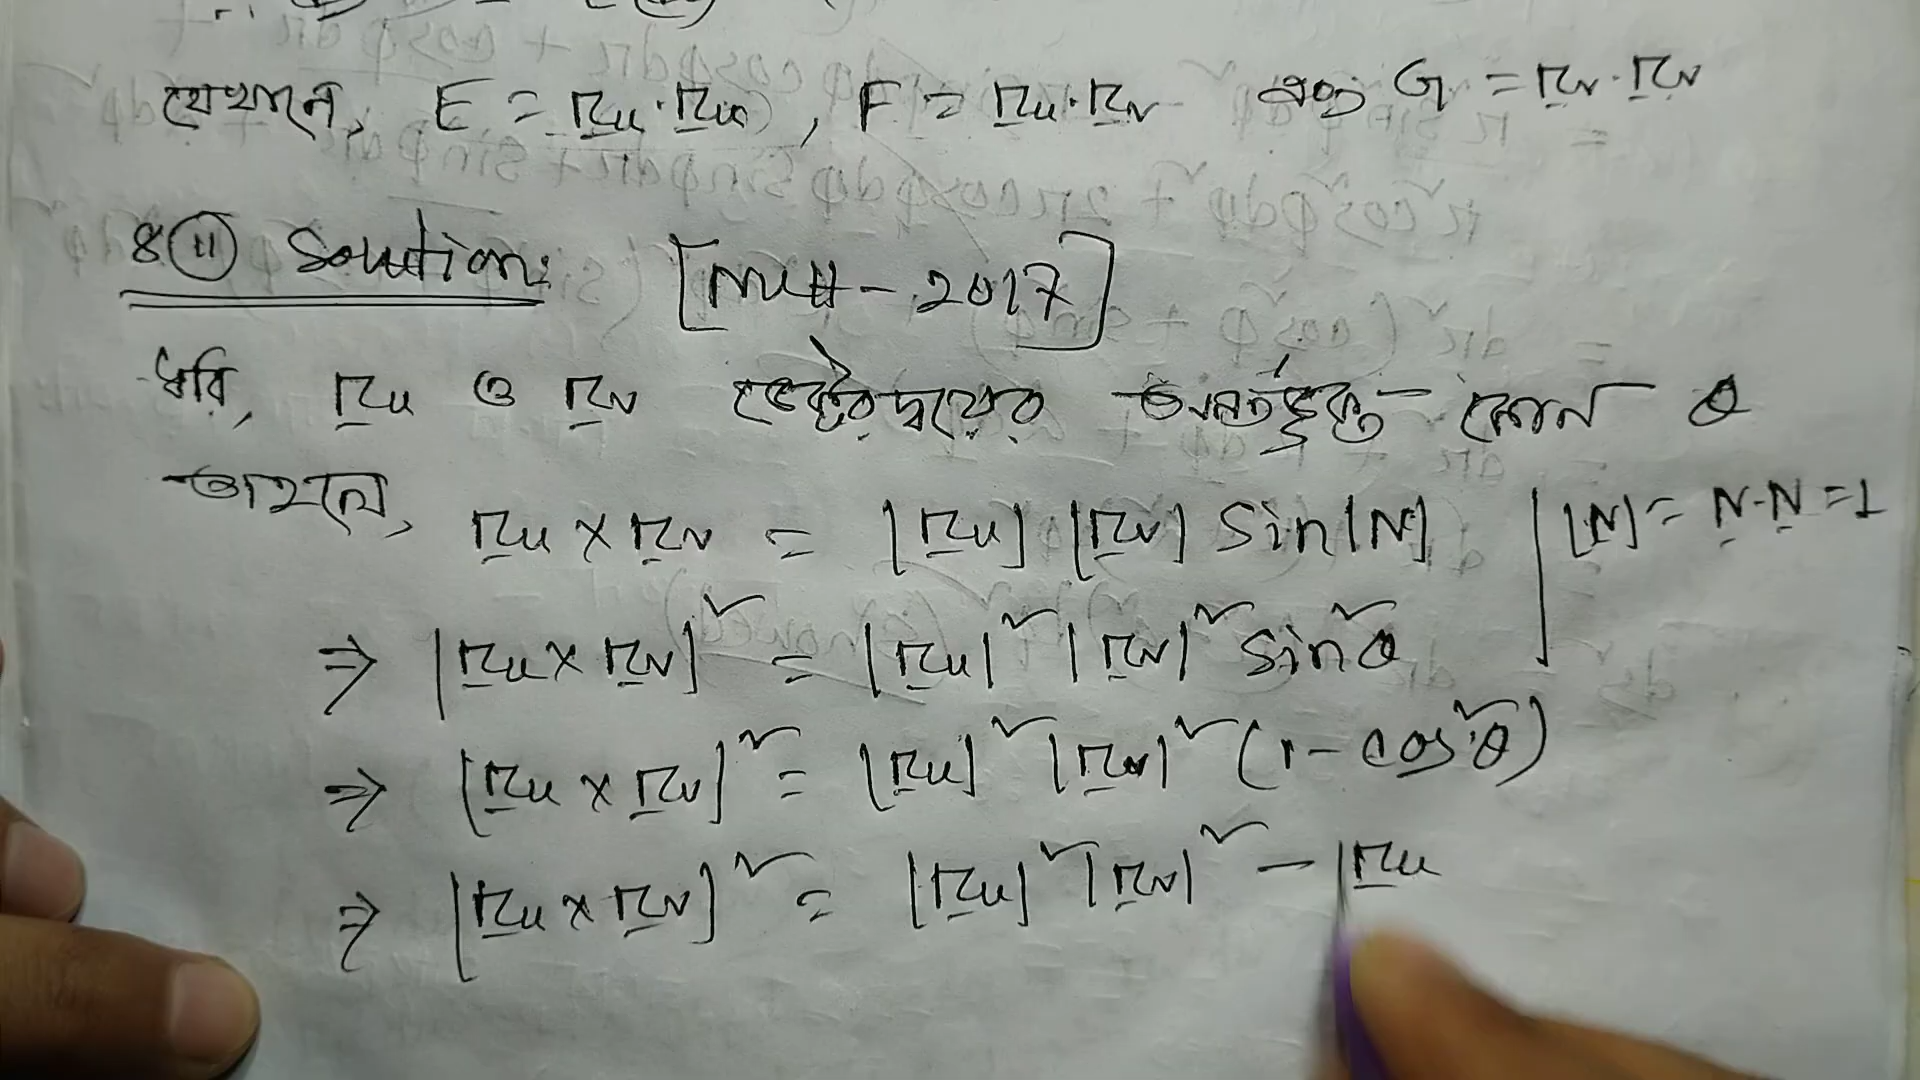 যেখানে, E = r̲u · r̲u, F = r̲u · r̲v এবং G = r̲v · r̲v
8 (ii) Solution: [NUH - 2017]
ধরি, r̲u ও r̲v ভেক্টরদ্বয়ের অন্তর্ভুক্ত কোন θ
তাহলে, r̲u × r̲v = |r̲u| |r̲v| Sin|N̲| |N̲| = N̲·N̲ = 1
⇒ |r̲u × r̲v|² = |r̲u|² |r̲v|² Sin²θ
⇒ |r̲u × r̲v|² = |r̲u|² |r̲v|² (1 - cos²θ)
⇒ |r̲u × r̲v|² = |r̲u|² |r̲v|² - |r̲u